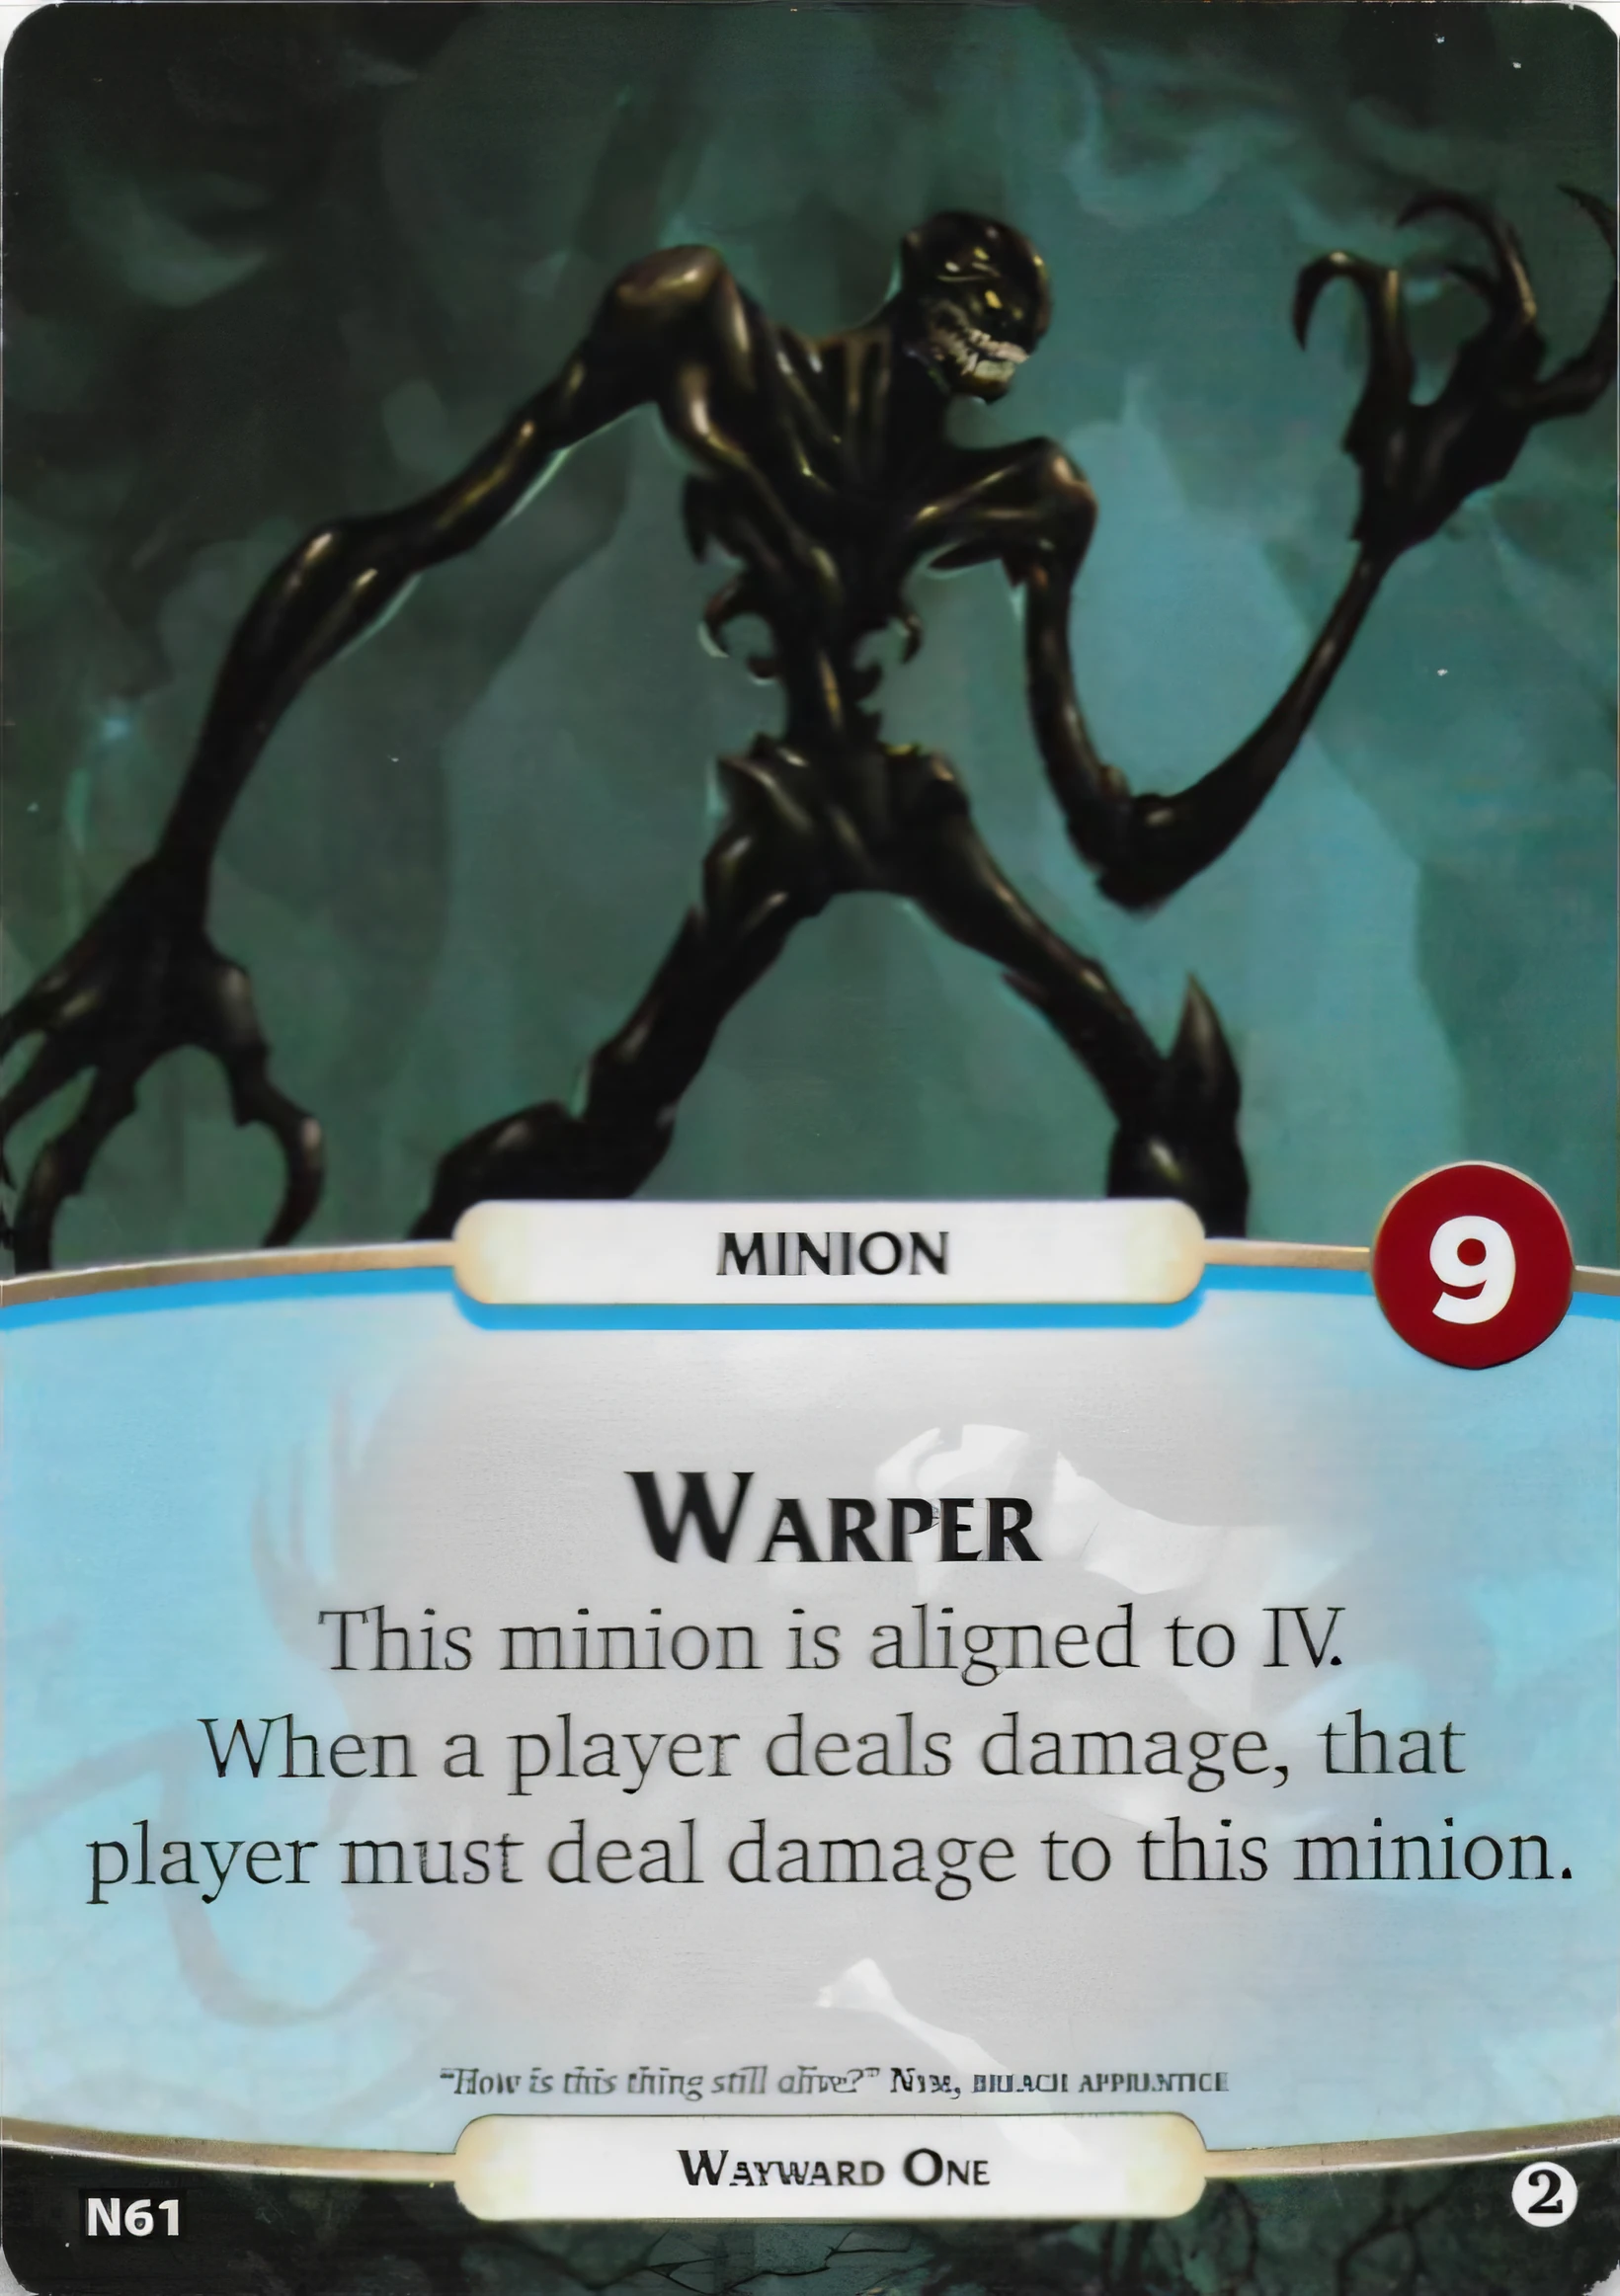 MINION
9
WARPER
This minion is aligned to IV.
When a player deals damage, that
player must deal damage to this minion.
"How is this thing still alive?"
WAYWARD ONE
N61
2